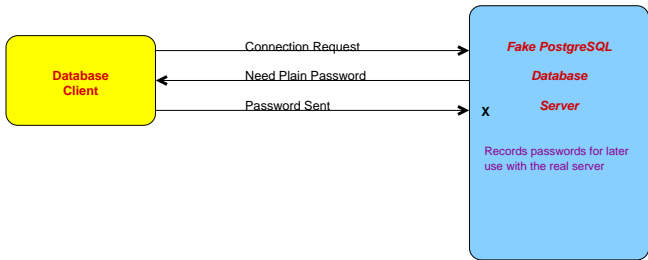 Database
Client
Connection Request
Need Plain Password
Password Sent
Fake PostgreSQL
Database
Server
X
Records passwords for later
use with the real server